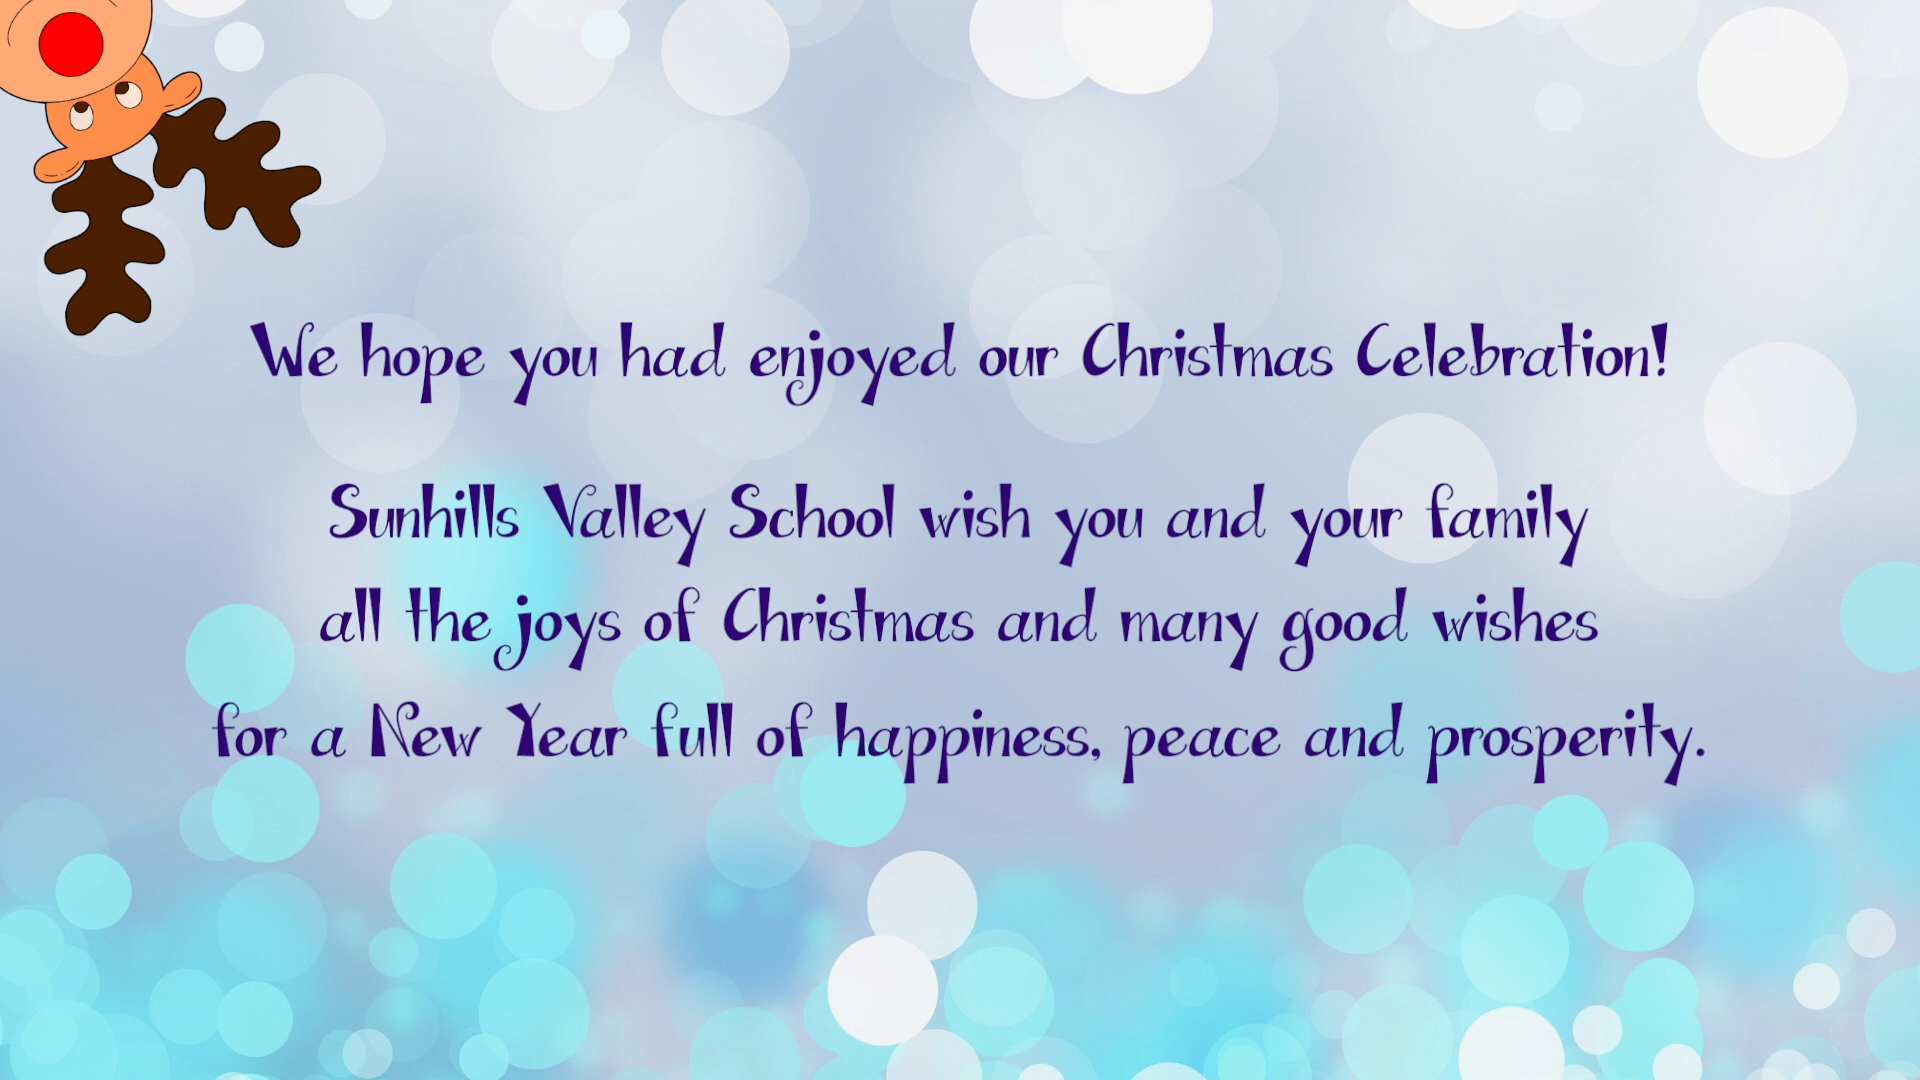 We hope you had enjoyed our Christmas Celebration!
Sunhills Valley School wish you and your family
all the joys of Christmas and many good wishes
for a New Year full of happiness, peace and prosperity.